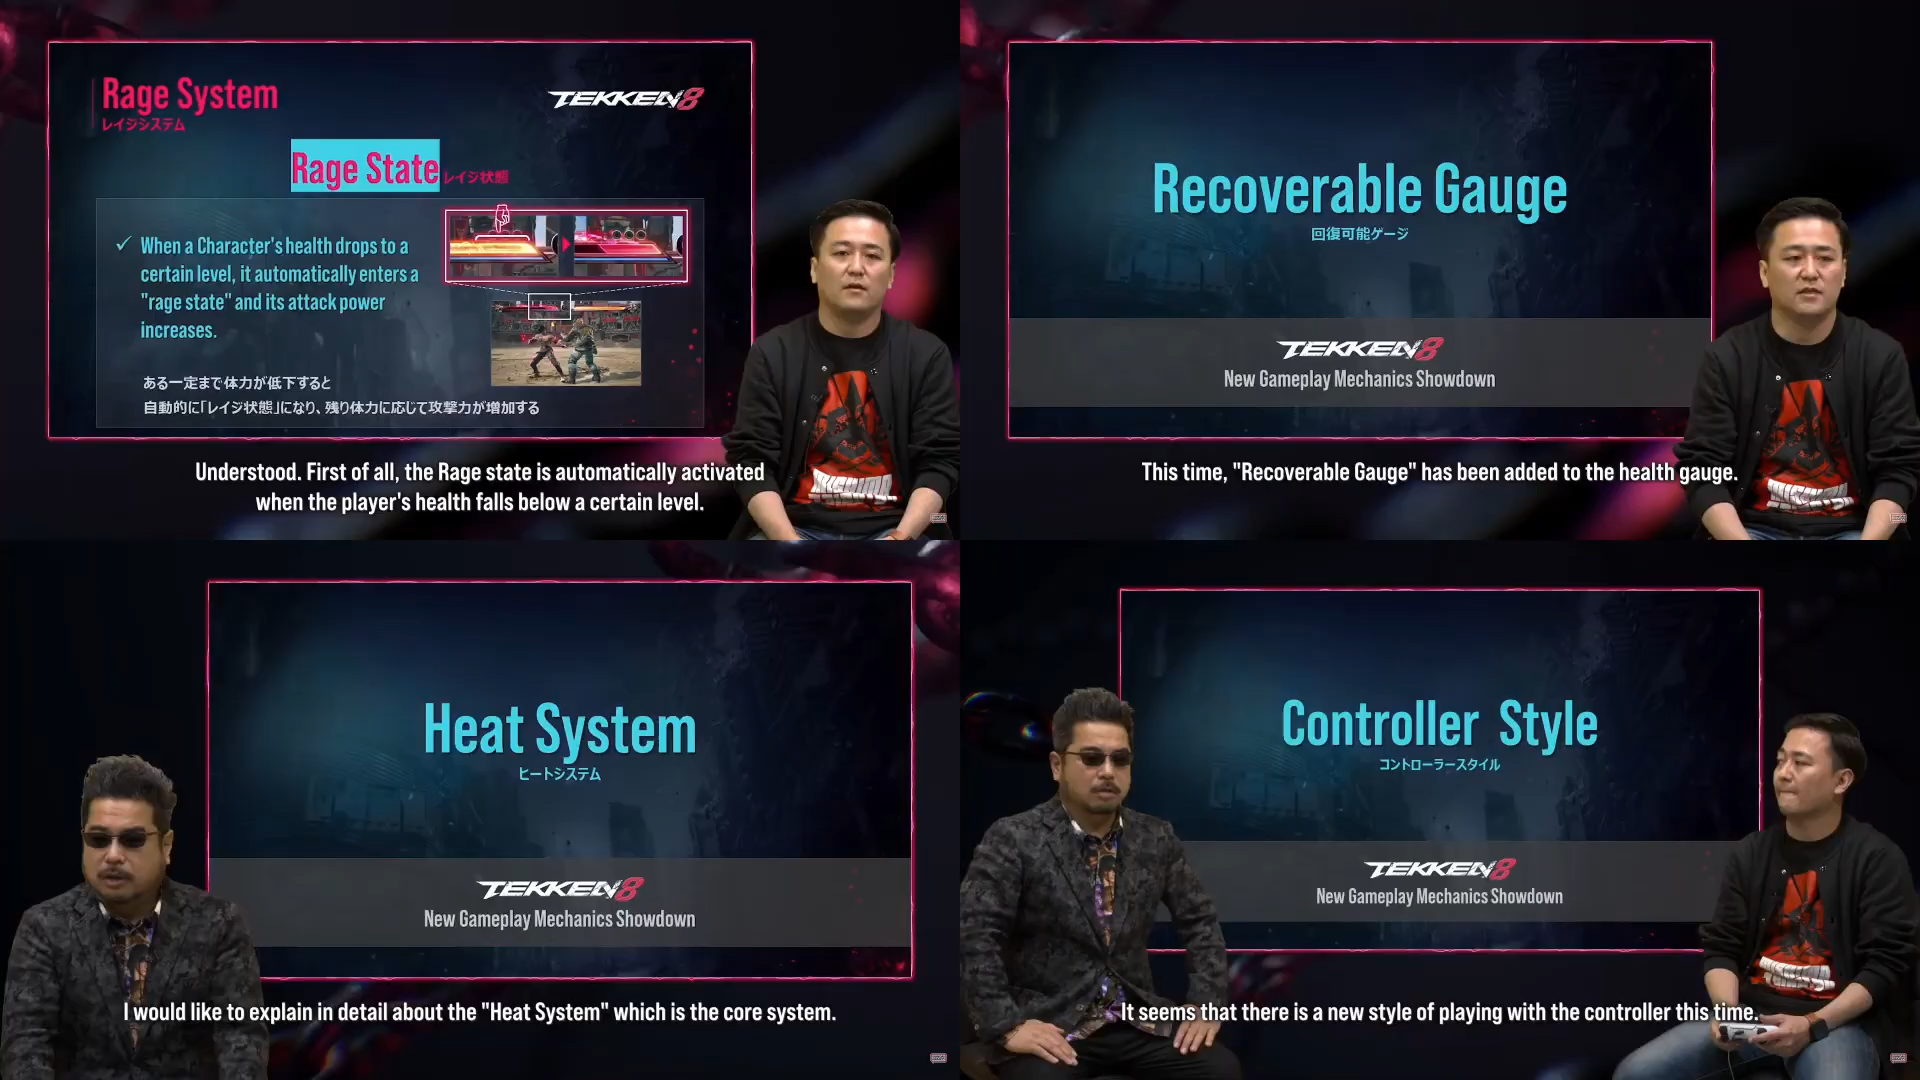 Rage System
レイジシステム
TEKKEN 8
Rage State レイジ状態
✓ When a Character's health drops to a
certain level, it automatically enters a
"rage state" and its attack power
increases.
ある一定まで体力が低下すると
自動的に「レイジ状態」になり、残り体力に応じて攻撃力が増加する
Understood. First of all, the Rage state is automatically activated
when the player's health falls below a certain level.
Recoverable Gauge
回復可能ゲージ
TEKKEN 8
New Gameplay Mechanics Showdown
This time, "Recoverable Gauge" has been added to the health gauge.
Heat System
ヒートシステム
TEKKEN 8
New Gameplay Mechanics Showdown
I would like to explain in detail about the "Heat System" which is the core system.
Controller Style
コントローラースタイル
TEKKEN 8
New Gameplay Mechanics Showdown
It seems that there is a new style of playing with the controller this time.